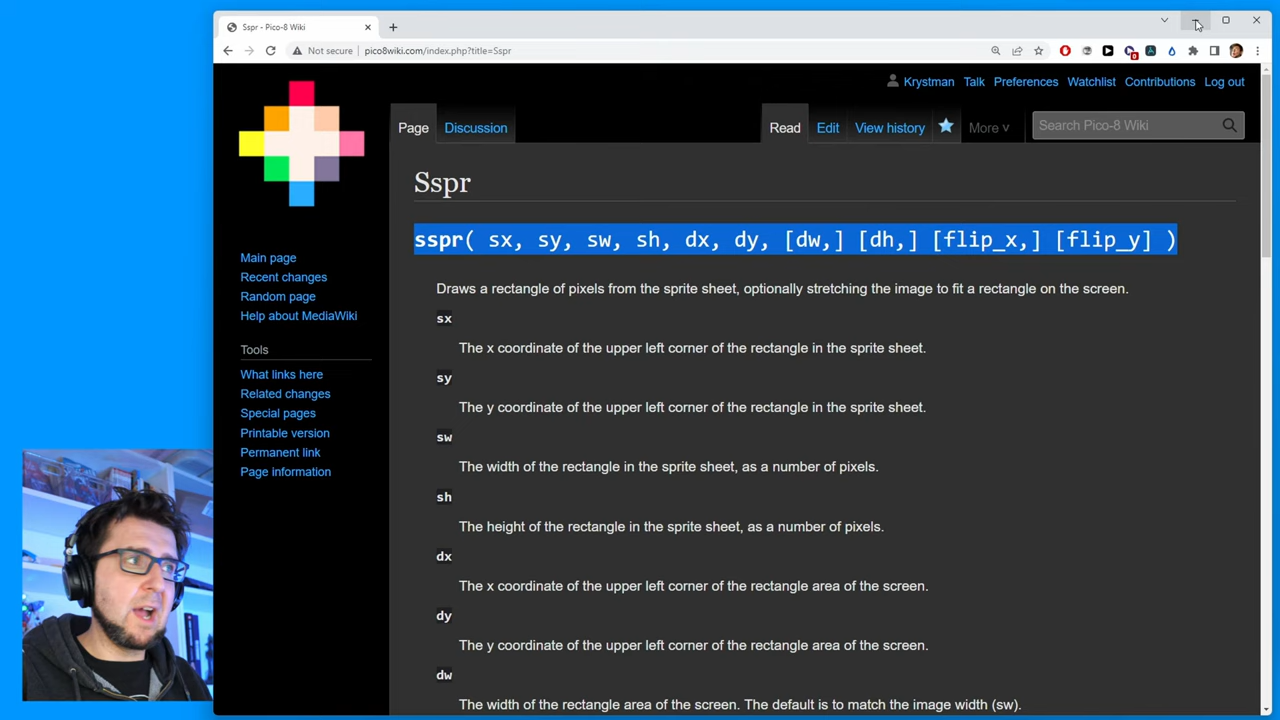 Sspr - Pico-8 Wiki
Not secure
pico8wiki.com/index.php?title=Sspr
Krystman Talk Preferences Watchlist Contributions Log out
Page Discussion Read Edit View history More Search Pico-8 Wiki
Sspr
sspr( sx, sy, sw, sh, dx, dy, [dw,] [dh,] [flip_x,] [flip_y] )
Main page
Recent changes
Random page
Help about MediaWiki
Tools
What links here
Related changes
Special pages
Printable version
Permanent link
Page information
Draws a rectangle of pixels from the sprite sheet, optionally stretching the image to fit a rectangle on the screen.
sx
The x coordinate of the upper left corner of the rectangle in the sprite sheet.
sy
The y coordinate of the upper left corner of the rectangle in the sprite sheet.
sw
The width of the rectangle in the sprite sheet, as a number of pixels.
sh
The height of the rectangle in the sprite sheet, as a number of pixels.
dx
The x coordinate of the upper left corner of the rectangle area of the screen.
dy
The y coordinate of the upper left corner of the rectangle area of the screen.
dw
The width of the rectangle area of the screen. The default is to match the image width (sw).